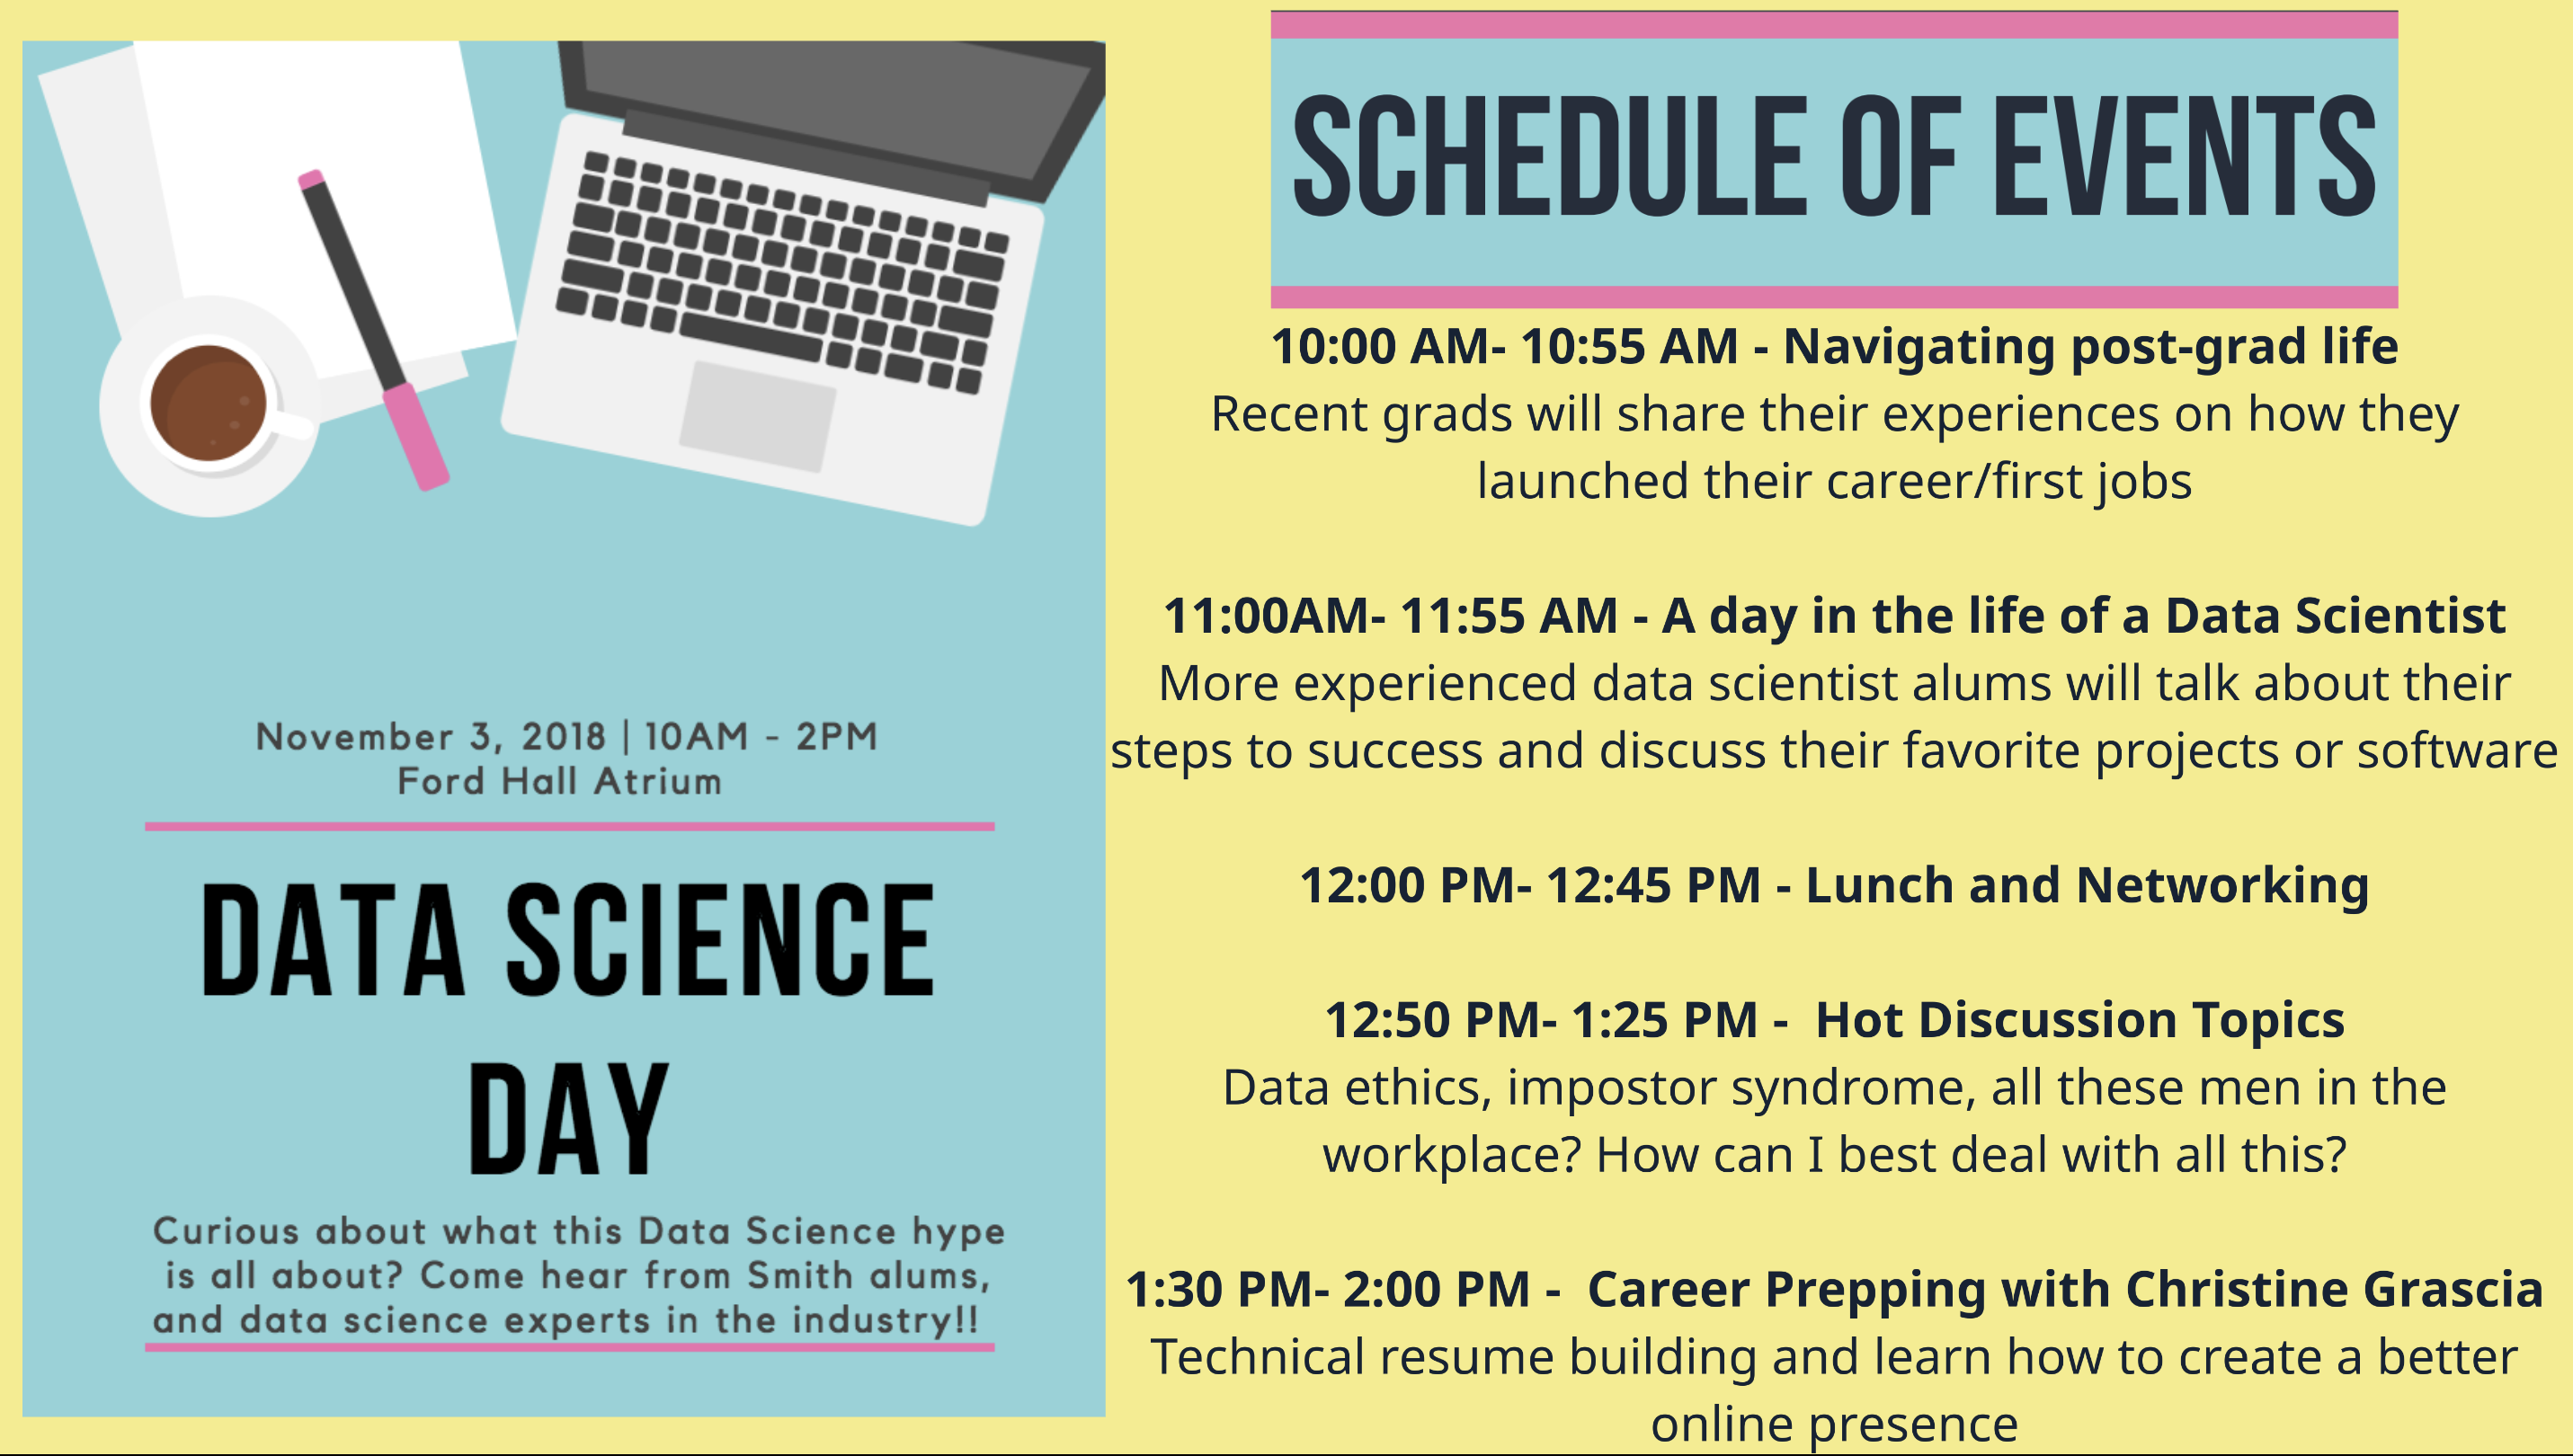 November 3, 2018 | 10AM - 2PM
Ford Hall Atrium
DATA SCIENCE
DAY
Curious about what this Data Science hype
is all about? Come hear from Smith alums,
and data science experts in the industry!!
SCHEDULE OF EVENTS
10:00 AM- 10:55 AM - Navigating post-grad life
Recent grads will share their experiences on how they
launched their career/first jobs
11:00AM- 11:55 AM - A day in the life of a Data Scientist
More experienced data scientist alums will talk about their
steps to success and discuss their favorite projects or software
12:00 PM- 12:45 PM - Lunch and Networking
12:50 PM- 1:25 PM -  Hot Discussion Topics
Data ethics, impostor syndrome, all these men in the
workplace? How can I best deal with all this?
1:30 PM- 2:00 PM -  Career Prepping with Christine Grascia
Technical resume building and learn how to create a better
online presence